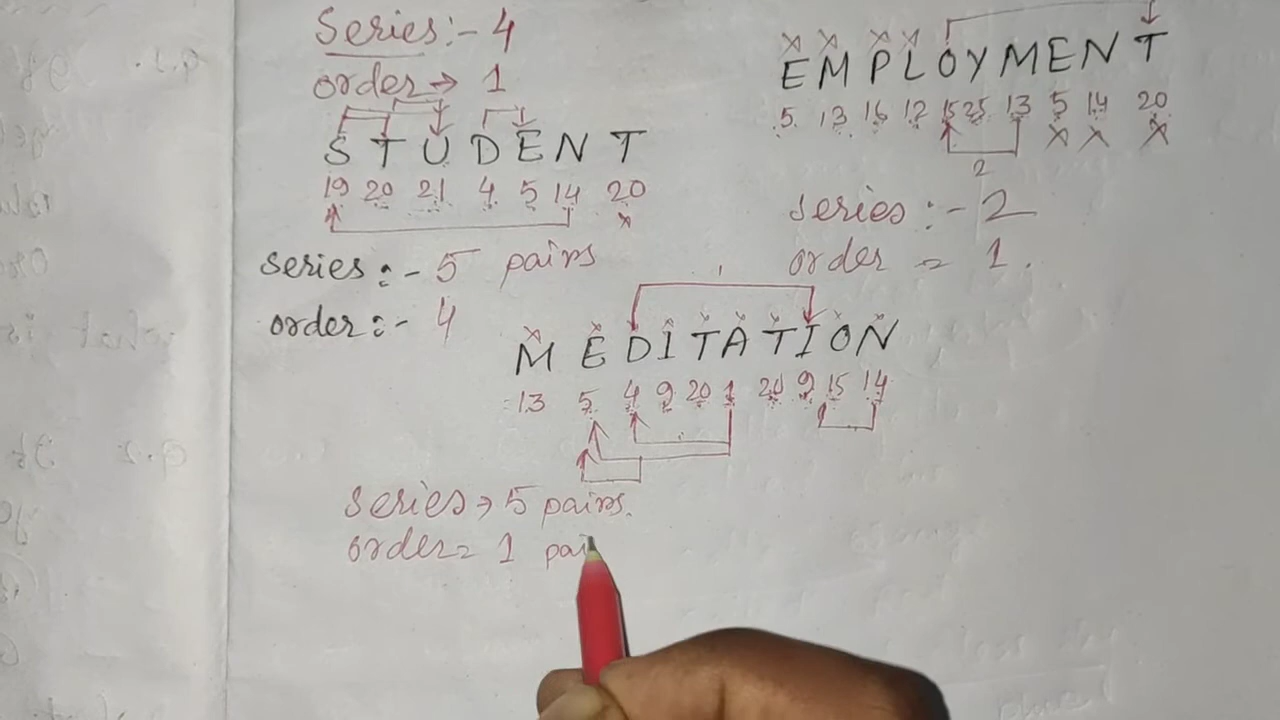 Series:- 4
order → 1
S T U D E N T
19 20 21 4 5 14 20
series:- 5 pairs
order:- 4
E M P L O Y M E N T
5 13 16 12 15 25 13 5 14 20
2
series:- 2
order = 1.
1
M E D I T A T I O N
13 5 4 9 20 1 20 9 15 14
series → 5 pairs.
order = 1 pai